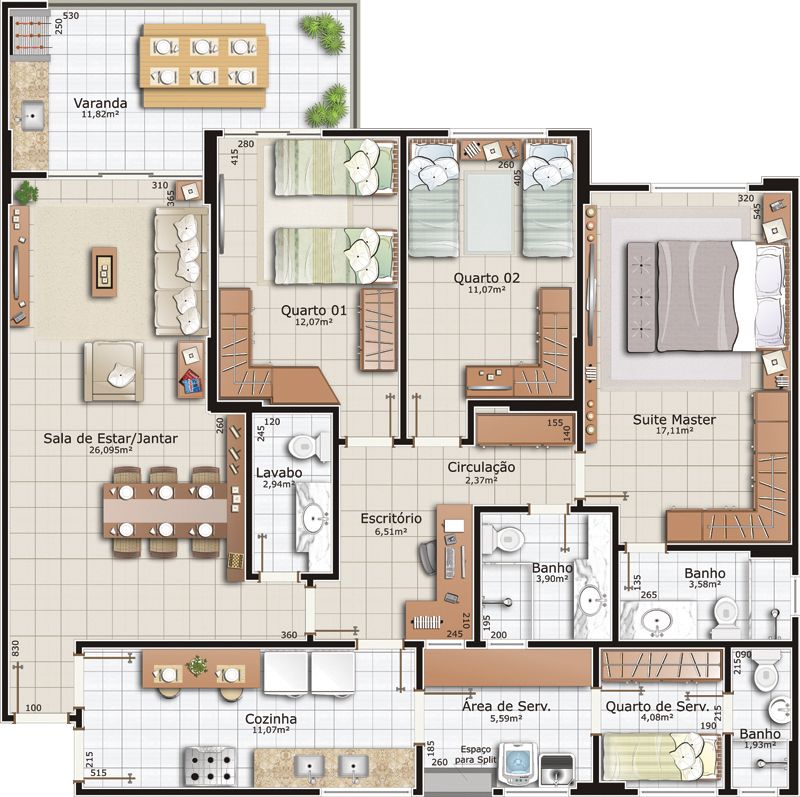 530
250
Varanda
11,82m²
280
415
260
405
320
545
310
365
Quarto 01
12,07m²
Quarto 02
11,07m²
Suite Master
17,11m²
Sala de Estar/Jantar
26,095m²
260
120
245
Lavabo
2,94m²
155
140
Circulação
2,37m²
Escritório
6,51m²
Banho
3,90m²
195
200
210
245
135
265
Banho
3,58m²
830
100
360
Cozinha
11,07m²
215
515
Área de Serv.
5,59m²
185
260
Espaço
para Split
Quarto de Serv.
4,08m²
215
190
090
215
Banho
1,93m²